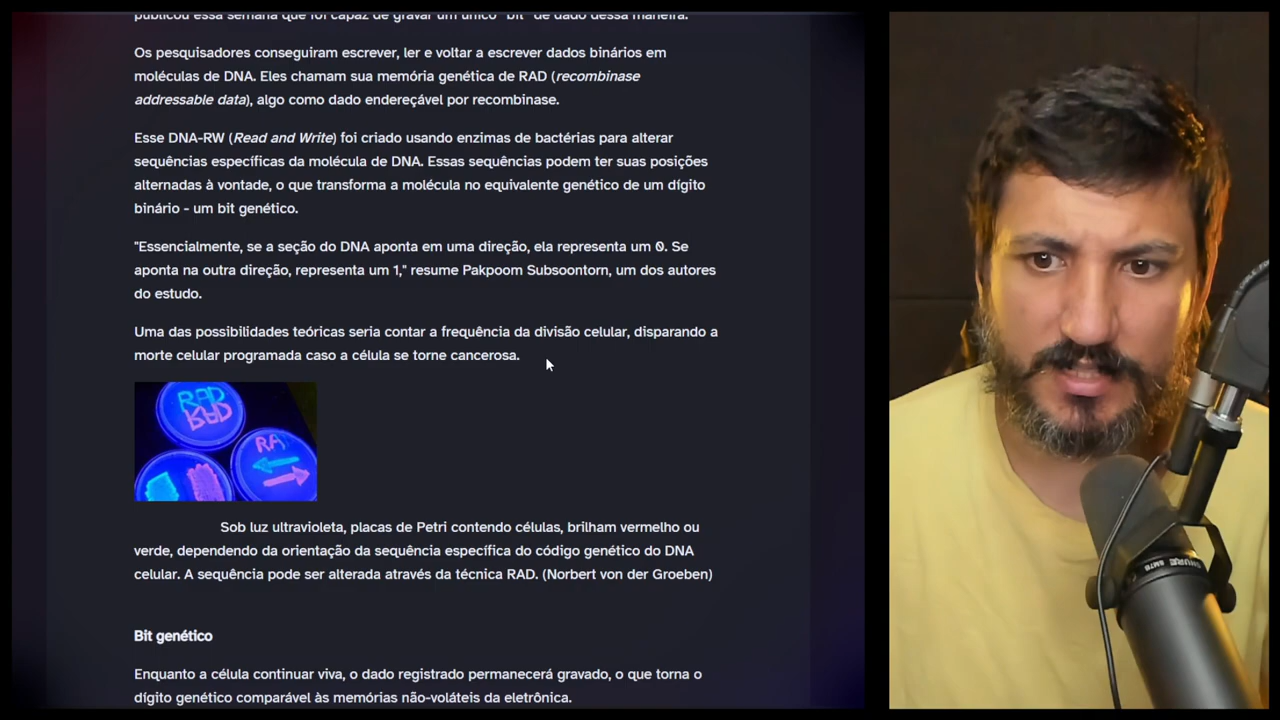 publicou essa semana que foi capaz de gravar um único "bit" de dado dessa maneira.
Os pesquisadores conseguiram escrever, ler e voltar a escrever dados binários em
moléculas de DNA. Eles chamam sua memória genética de RAD (recombinase
addressable data), algo como dado endereçável por recombinase.
Esse DNA-RW (Read and Write) foi criado usando enzimas de bactérias para alterar
sequências específicas da molécula de DNA. Essas sequências podem ter suas posições
alternadas à vontade, o que transforma a molécula no equivalente genético de um dígito
binário - um bit genético.
"Essencialmente, se a seção do DNA aponta em uma direção, ela representa um 0. Se
aponta na outra direção, representa um 1," resume Pakpoom Subsoontorn, um dos autores
do estudo.
Uma das possibilidades teóricas seria contar a frequência da divisão celular, disparando a
morte celular programada caso a célula se torne cancerosa.
RAD
RAD
RA
Sob luz ultravioleta, placas de Petri contendo células, brilham vermelho ou
verde, dependendo da orientação da sequência específica do código genético do DNA
celular. A sequência pode ser alterada através da técnica RAD. (Norbert von der Groeben)
Bit genético
Enquanto a célula continuar viva, o dado registrado permanecerá gravado, o que torna o
dígito genético comparável às memórias não-voláteis da eletrônica.
SHURE SM7B